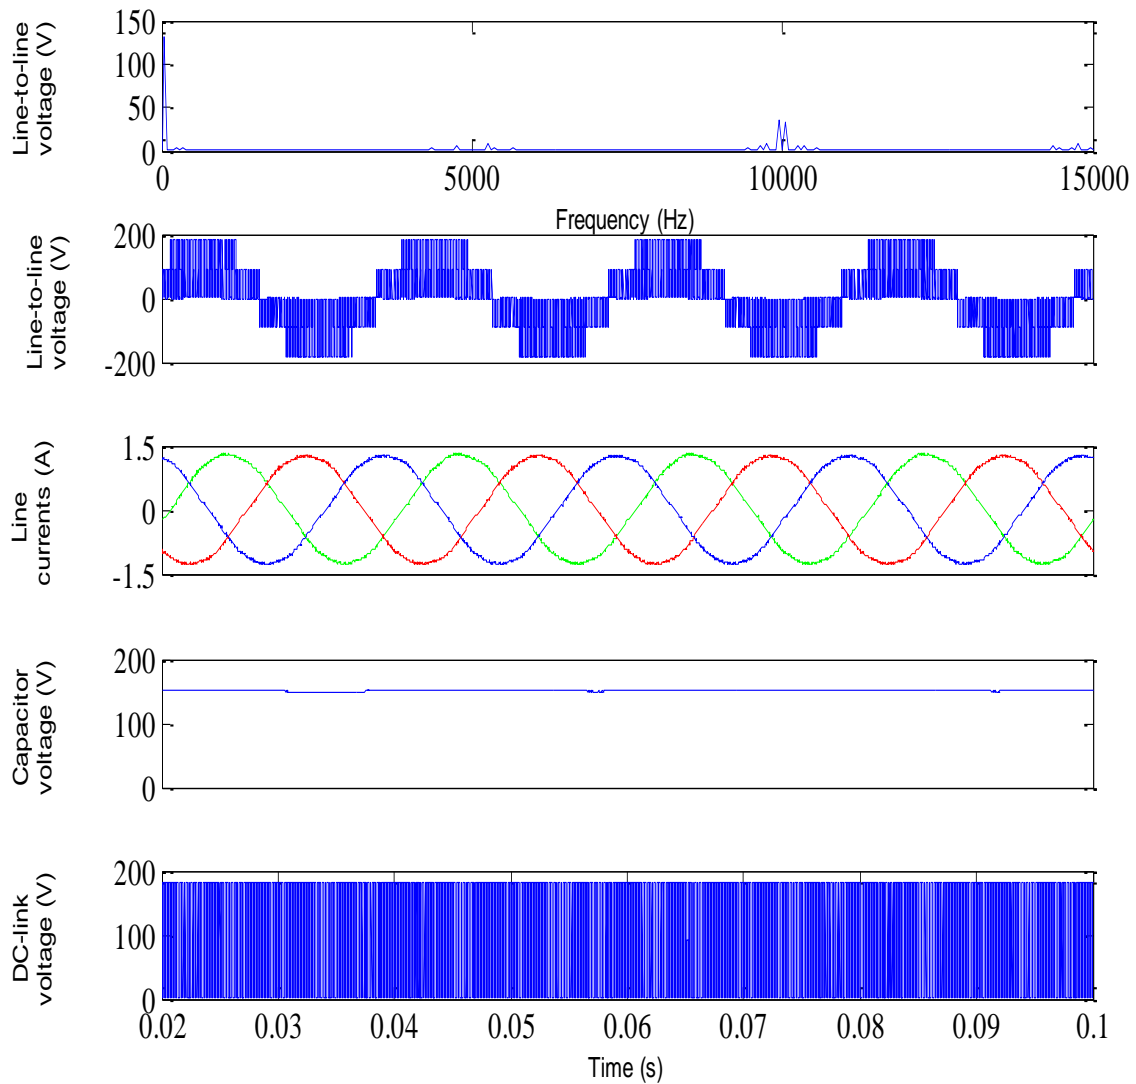 Line-to-line
voltage (V)
150
100
50
0
0
5000
10000
15000
Frequency (Hz)
Line-to-line
voltage (V)
200
0
-200
Line
currents (A)
1.5
0
-1.5
Capacitor
voltage (V)
200
100
0
DC-link
voltage (V)
200
100
0
0.02
0.03
0.04
0.05
0.06
0.07
0.08
0.09
0.1
Time (s)